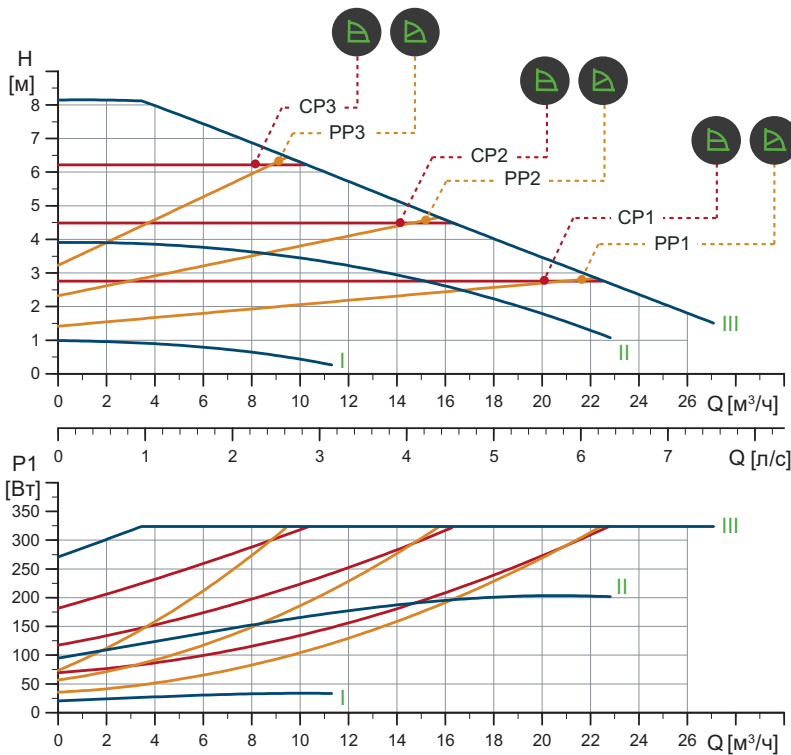 H
[м]
CP3
PP3
CP2
PP2
CP1
PP1
8
7
6
5
4
3
2
1
0
I
II
III
0 2 4 6 8 10 12 14 16 18 20 22 24 26 Q [м³/ч]
0 1 2 3 4 5 6 7 Q [л/с]
P1
[Вт]
350
300
250
200
150
100
50
0
III
II
I
0 2 4 6 8 10 12 14 16 18 20 22 24 26 Q [м³/ч]